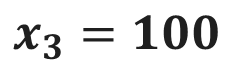 x₃ = 100